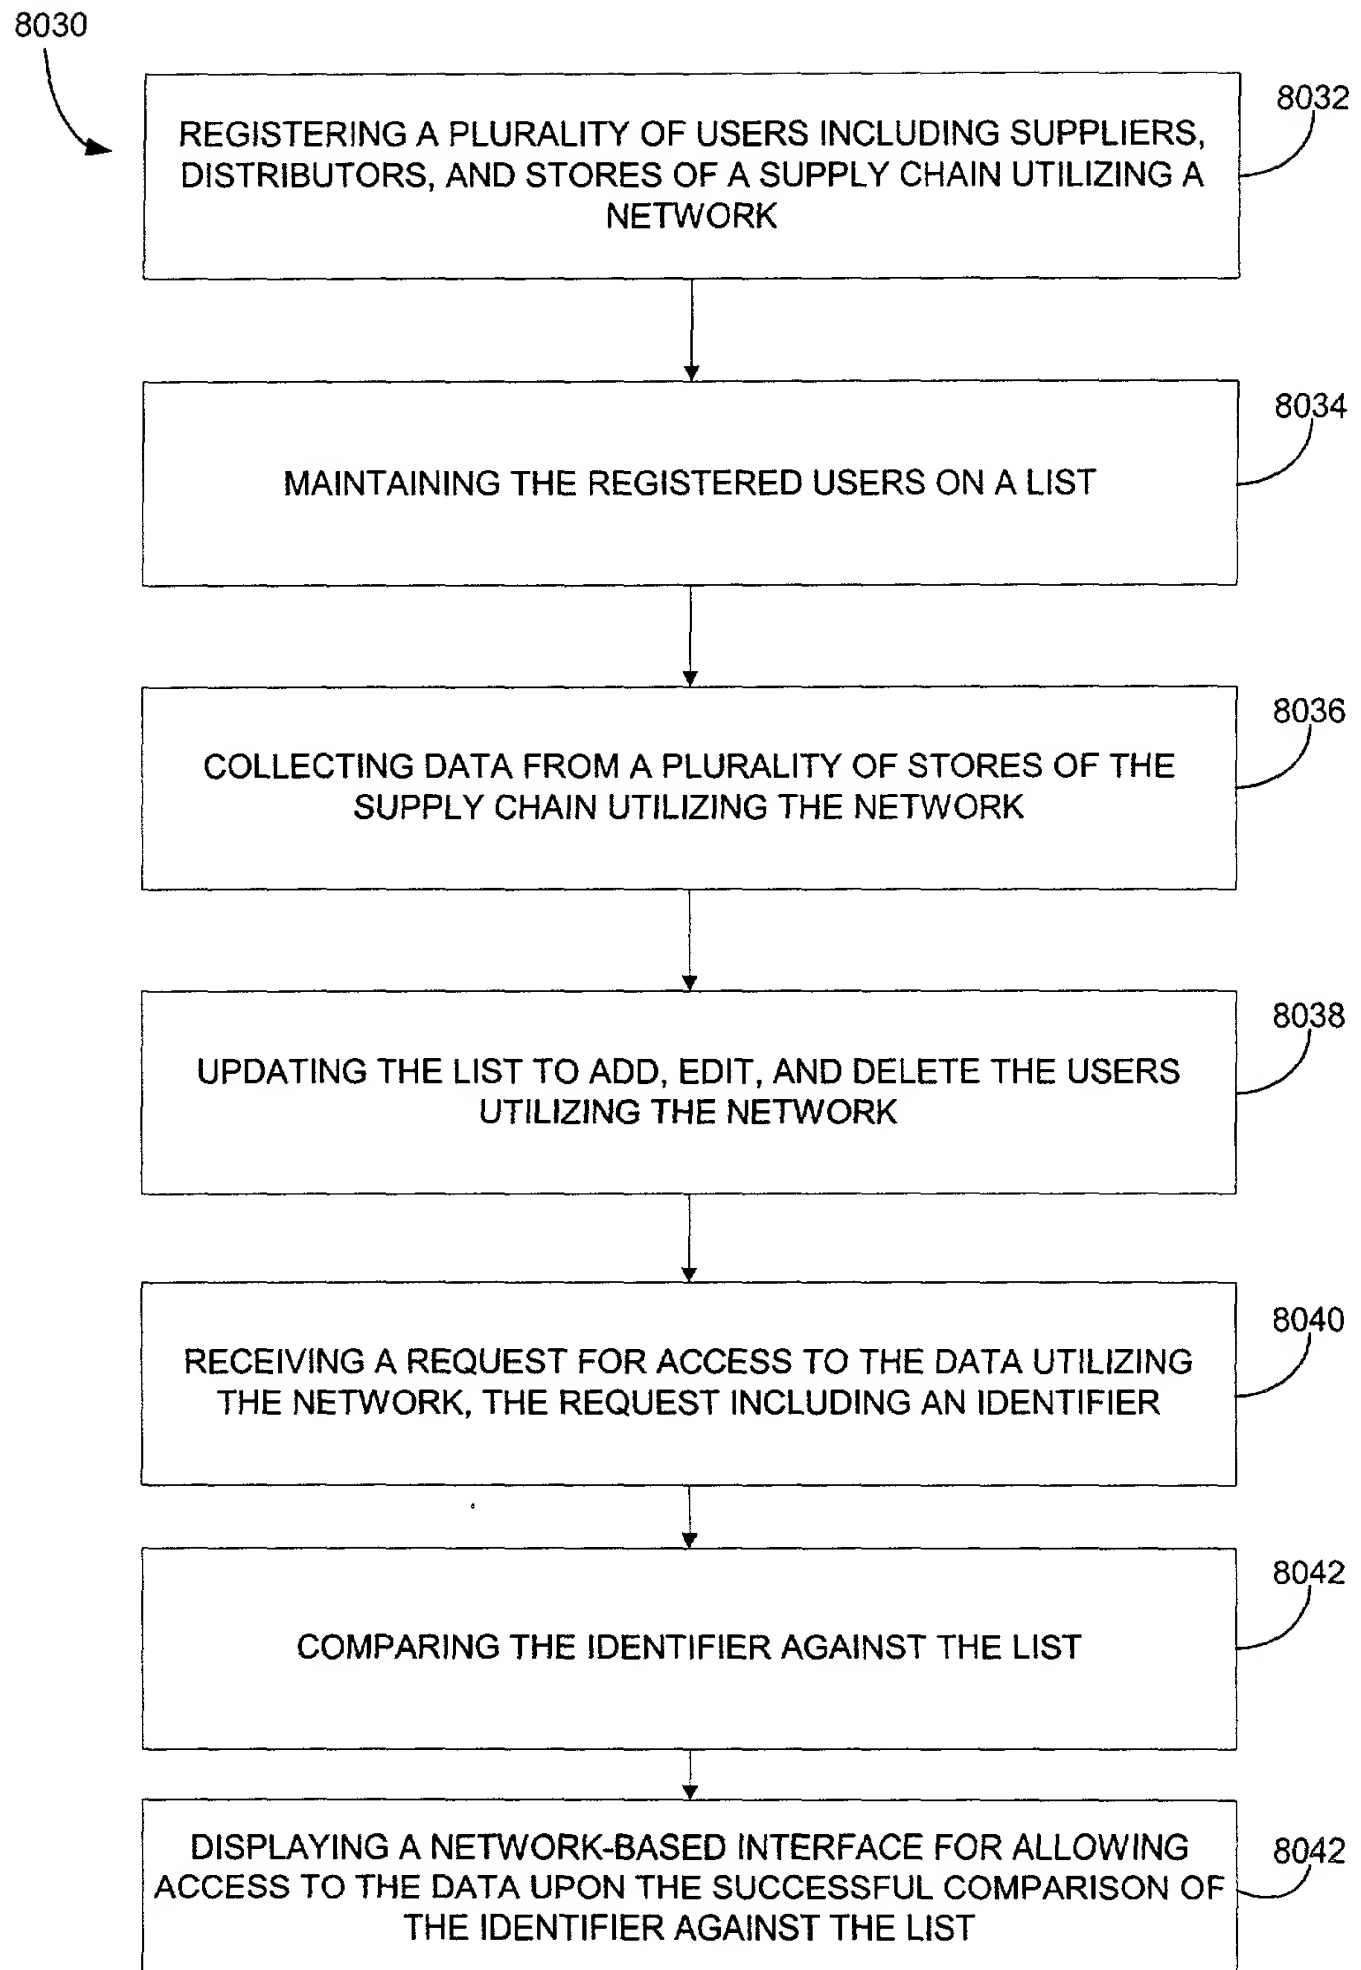 8030
8032
REGISTERING A PLURALITY OF USERS INCLUDING SUPPLIERS,
DISTRIBUTORS, AND STORES OF A SUPPLY CHAIN UTILIZING A
NETWORK
8034
MAINTAINING THE REGISTERED USERS ON A LIST
8036
COLLECTING DATA FROM A PLURALITY OF STORES OF THE
SUPPLY CHAIN UTILIZING THE NETWORK
8038
UPDATING THE LIST TO ADD, EDIT, AND DELETE THE USERS
UTILIZING THE NETWORK
8040
RECEIVING A REQUEST FOR ACCESS TO THE DATA UTILIZING
THE NETWORK, THE REQUEST INCLUDING AN IDENTIFIER
8042
COMPARING THE IDENTIFIER AGAINST THE LIST
8042
DISPLAYING A NETWORK-BASED INTERFACE FOR ALLOWING
ACCESS TO THE DATA UPON THE SUCCESSFUL COMPARISON OF
THE IDENTIFIER AGAINST THE LIST